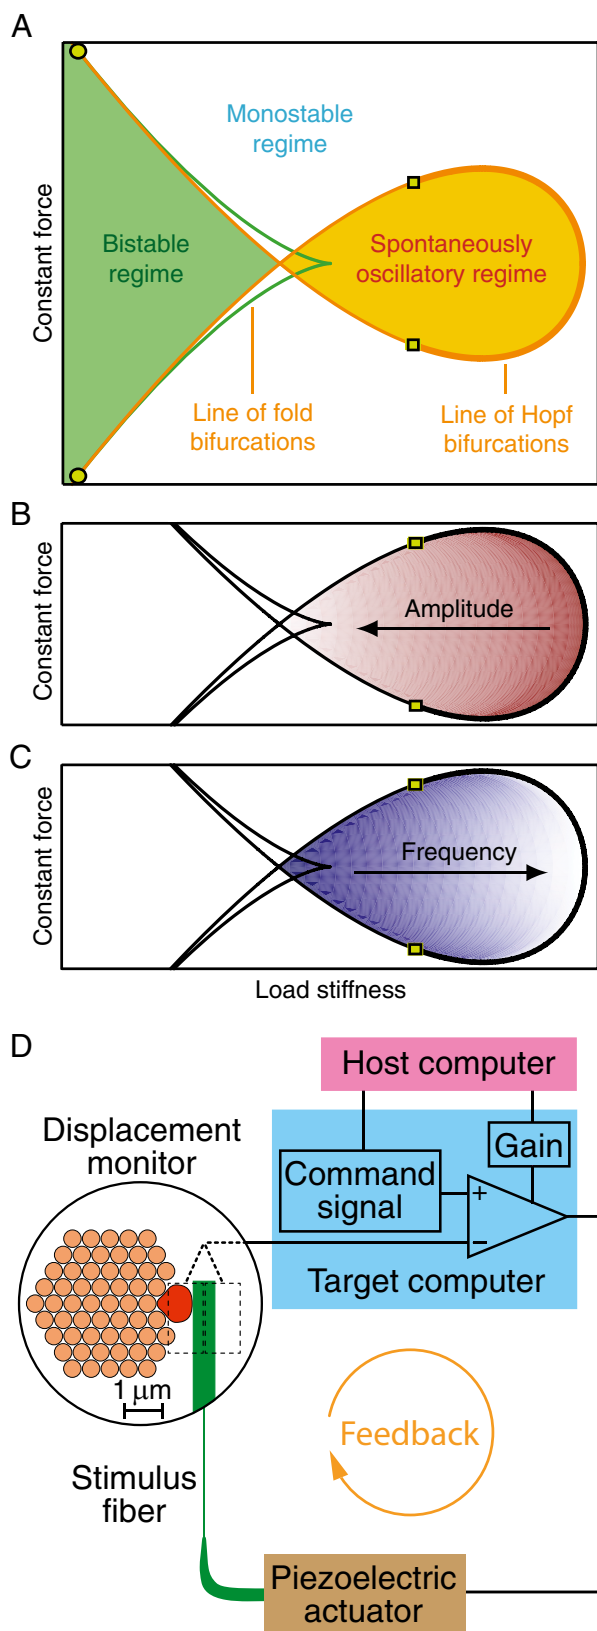 A
Constant force
Monostable
regime
Bistable
regime
Spontaneously
oscillatory regime
Line of fold
bifurcations
Line of Hopf
bifurcations
B
Constant force
Amplitude
C
Constant force
Frequency
Load stiffness
D
Host computer
Displacement
monitor
Command
signal
Gain
+
−
Target computer
1 μm
Feedback
Stimulus
fiber
Piezoelectric
actuator